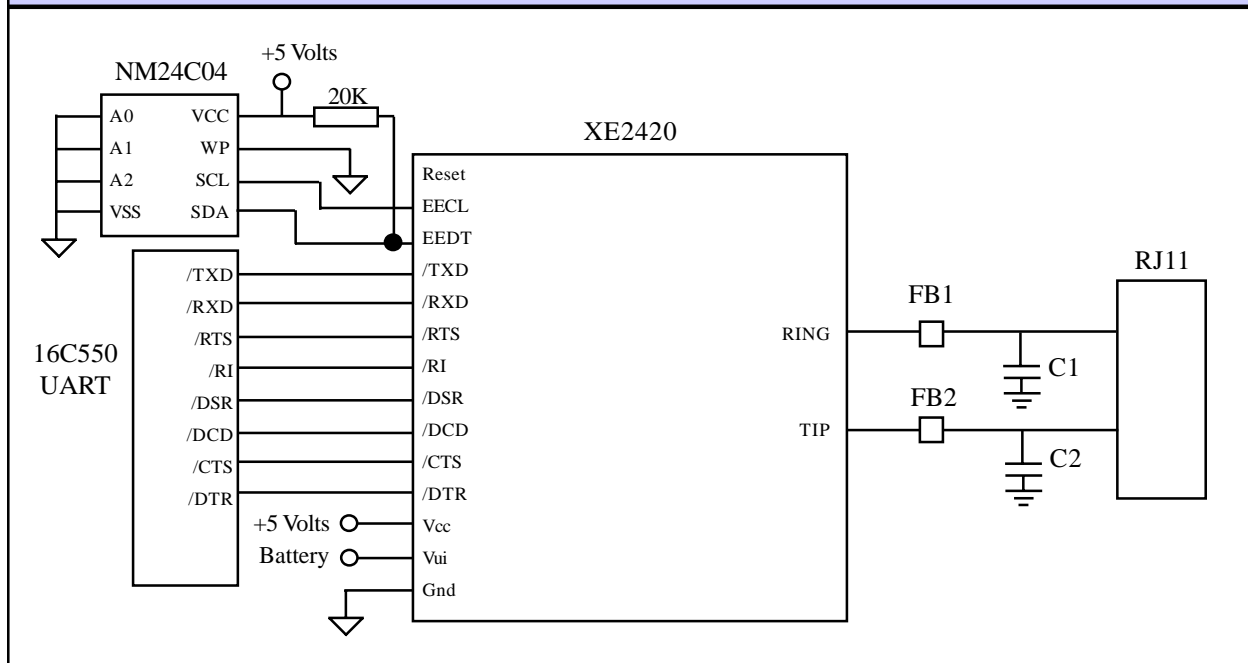 +5 Volts
NM24C04
20K
A0
A1
A2
VSS
VCC
WP
SCL
SDA
16C550
UART
/TXD
/RXD
/RTS
/RI
/DSR
/DCD
/CTS
/DTR
+5 Volts
Battery
XE2420
Reset
EECL
EEDT
/TXD
/RXD
/RTS
/RI
/DSR
/DCD
/CTS
/DTR
Vcc
Vui
Gnd
RING
TIP
FB1
C1
FB2
C2
RJ11